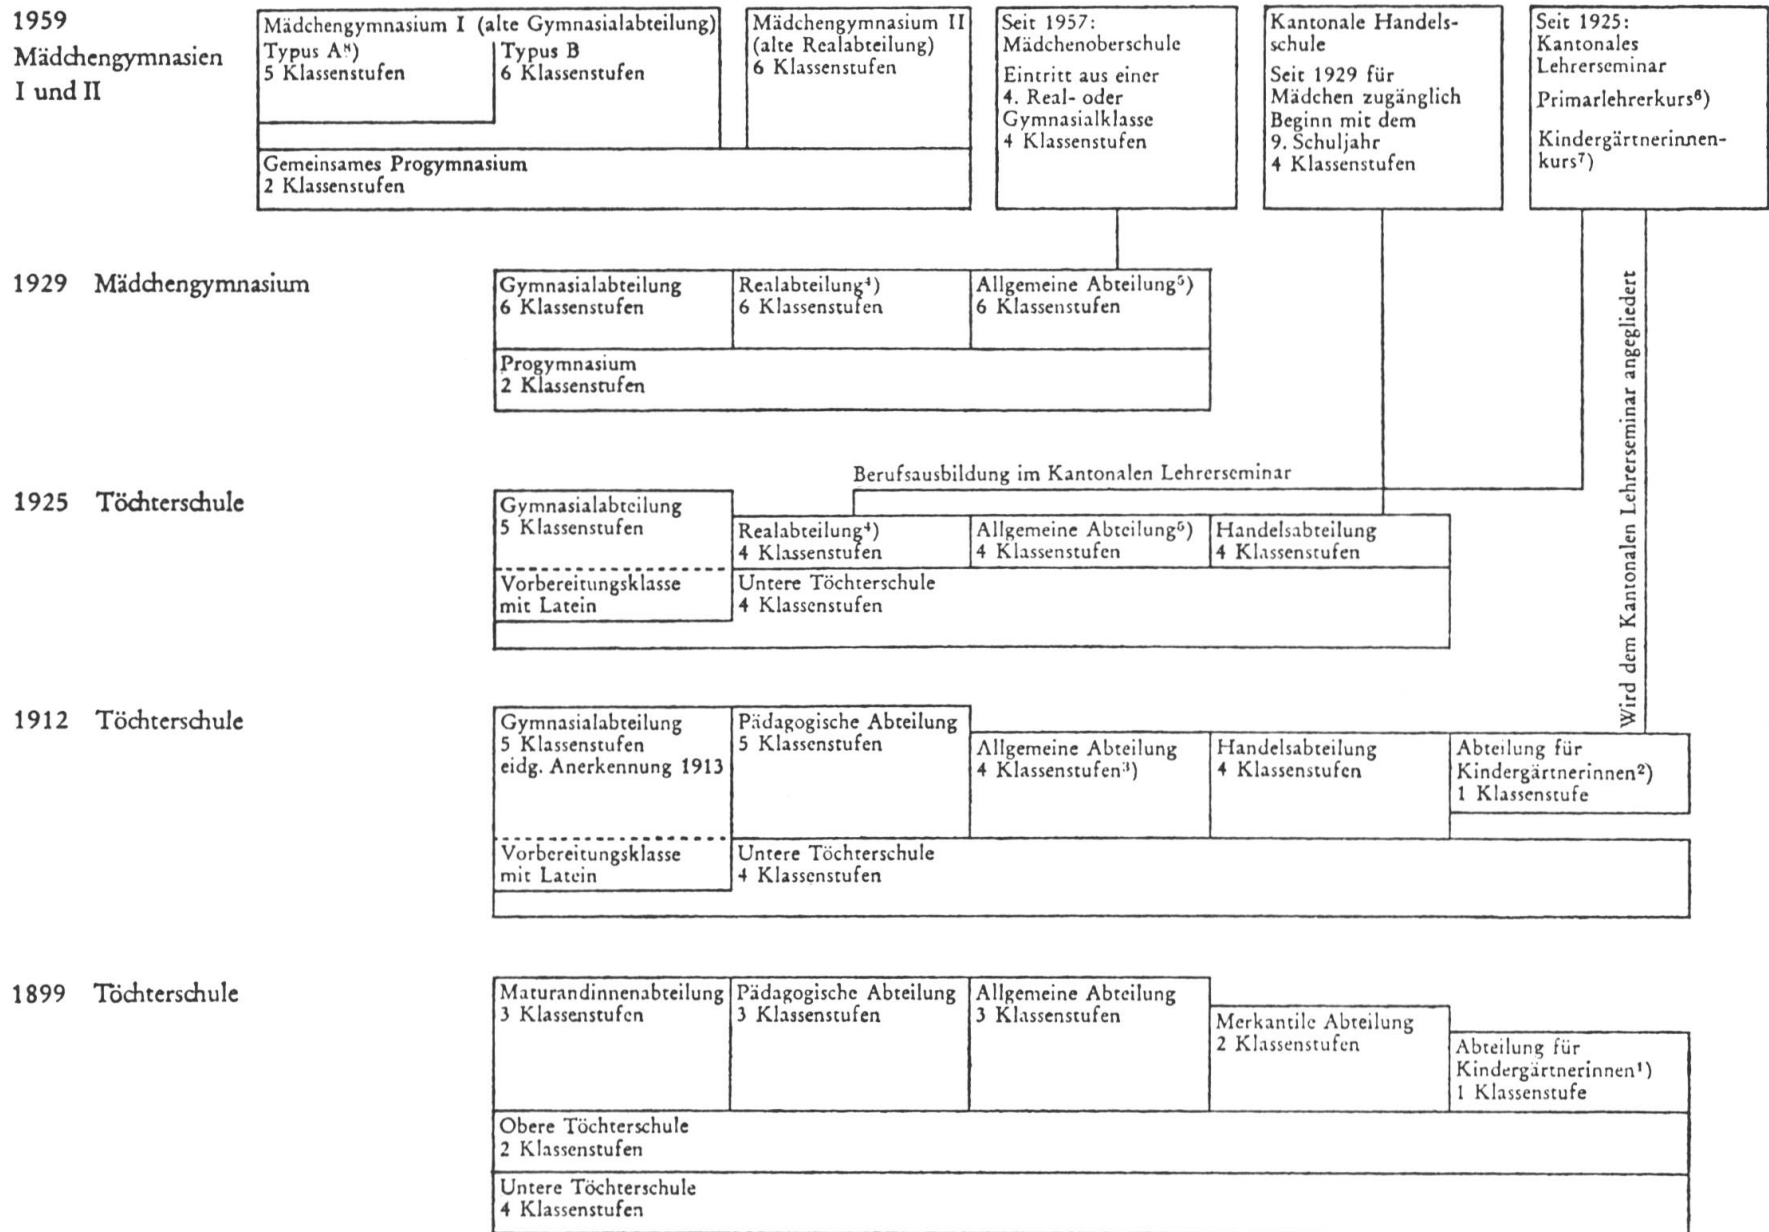 1959
Mädchengymnasien
I und II
Mädchengymnasium I (alte Gymnasialabteilung)
Typus A⁸)
5 Klassenstufen
Typus B
6 Klassenstufen
Mädchengymnasium II
(alte Realabteilung)
6 Klassenstufen
Gemeinsames Progymnasium
2 Klassenstufen
Seit 1957:
Mädchenoberschule
Eintritt aus einer
4. Real- oder
Gymnasialklasse
4 Klassenstufen
Kantonale Handels-
schule
Seit 1929 für
Mädchen zugänglich
Beginn mit dem
9. Schuljahr
4 Klassenstufen
Seit 1925:
Kantonales
Lehrerseminar
Primarlehrerkurs⁶)
Kindergärtnerinnen-
kurs⁷)
1929 Mädchengymnasium
Gymnasialabteilung
6 Klassenstufen
Realabteilung⁴)
6 Klassenstufen
Allgemeine Abteilung⁵)
6 Klassenstufen
Progymnasium
2 Klassenstufen
Wird dem Kantonalen Lehrerseminar angegliedert
Berufsausbildung im Kantonalen Lehrerseminar
1925 Töchterschule
Gymnasialabteilung
5 Klassenstufen
Realabteilung⁴)
4 Klassenstufen
Allgemeine Abteilung⁵)
4 Klassenstufen
Handelsabteilung
4 Klassenstufen
Vorbereitungsklasse
mit Latein
Untere Töchterschule
4 Klassenstufen
1912 Töchterschule
Gymnasialabteilung
5 Klassenstufen
eidg. Anerkennung 1913
Pädagogische Abteilung
5 Klassenstufen
Allgemeine Abteilung
4 Klassenstufen³)
Handelsabteilung
4 Klassenstufen
Abteilung für
Kindergärtnerinnen²)
1 Klassenstufe
Vorbereitungsklasse
mit Latein
Untere Töchterschule
4 Klassenstufen
1899 Töchterschule
Maturandinnenabteilung
3 Klassenstufen
Pädagogische Abteilung
3 Klassenstufen
Allgemeine Abteilung
3 Klassenstufen
Merkantile Abteilung
2 Klassenstufen
Abteilung für
Kindergärtnerinnen¹)
1 Klassenstufe
Obere Töchterschule
2 Klassenstufen
Untere Töchterschule
4 Klassenstufen